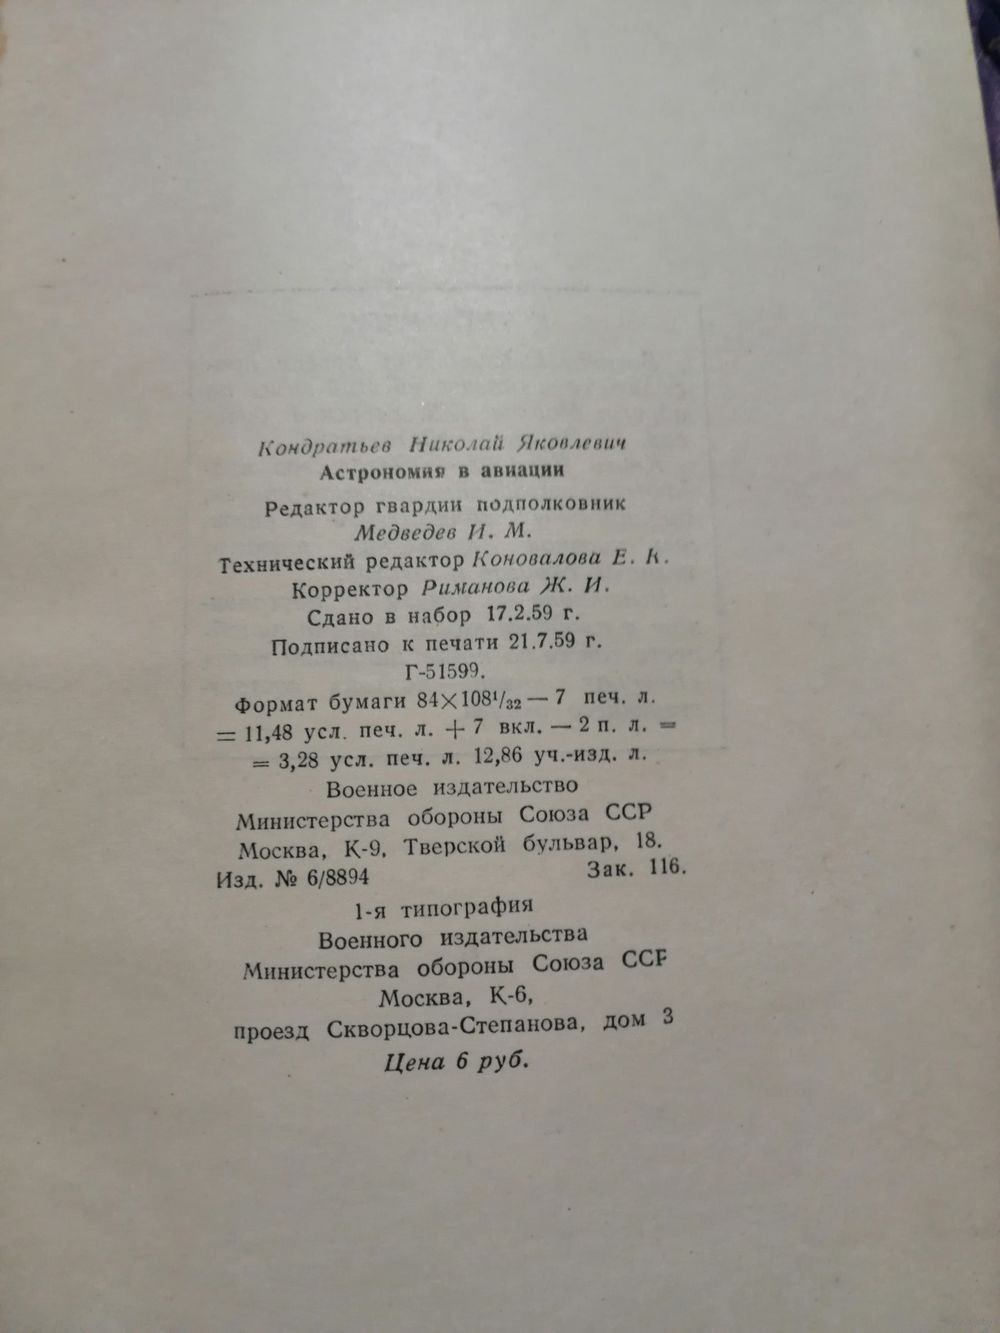 Кондратьев Николай Яковлевич
Астрономия в авиации
Редактор гвардии подполковник
Медведев И. М.
Технический редактор Коновалова Е. К.
Корректор Риманова Ж. И.
Сдано в набор 17.2.59 г.
Подписано к печати 21.7.59 г.
Г-51599.
Формат бумаги 84×108¹/₃₂ — 7 печ. л.
= 11,48 усл. печ. л. + 7 вкл. — 2 п. л. =
= 3,28 усл. печ. л. 12,86 уч.-изд. л.
Военное издательство
Министерства обороны Союза ССР
Москва, К-9, Тверской бульвар, 18.
Изд. № 6/8894 Зак. 116.
1-я типография
Военного издательства
Министерства обороны Союза ССР
Москва, К-6,
проезд Скворцова-Степанова, дом 3
Цена 6 руб.